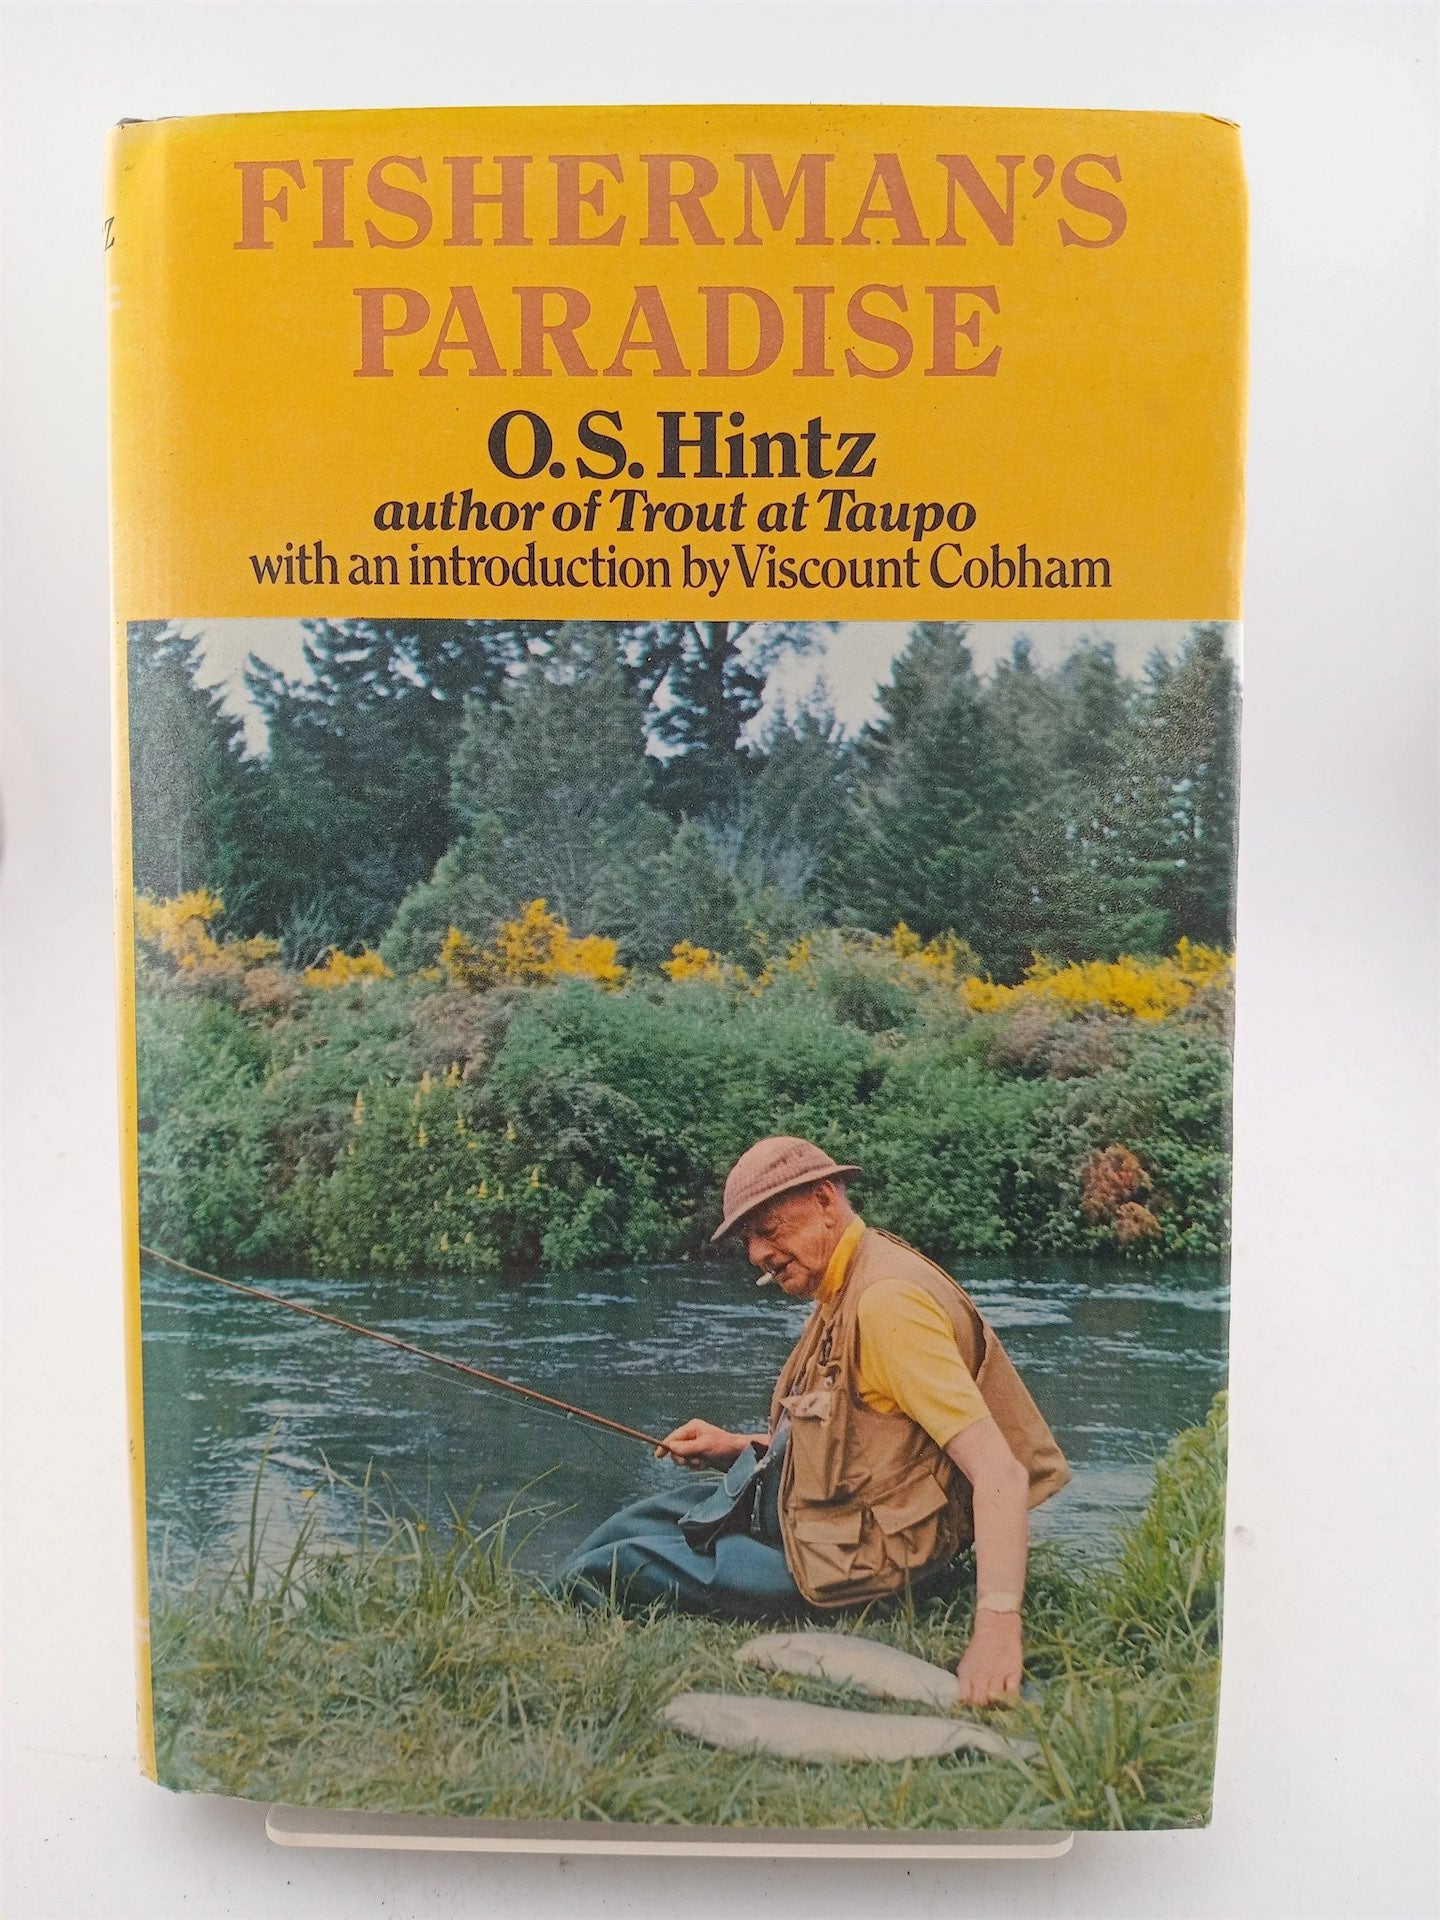 FISHERMAN'S
PARADISE
O.S. Hintz
author of Trout at Taupo
with an introduction by Viscount Cobham
Z